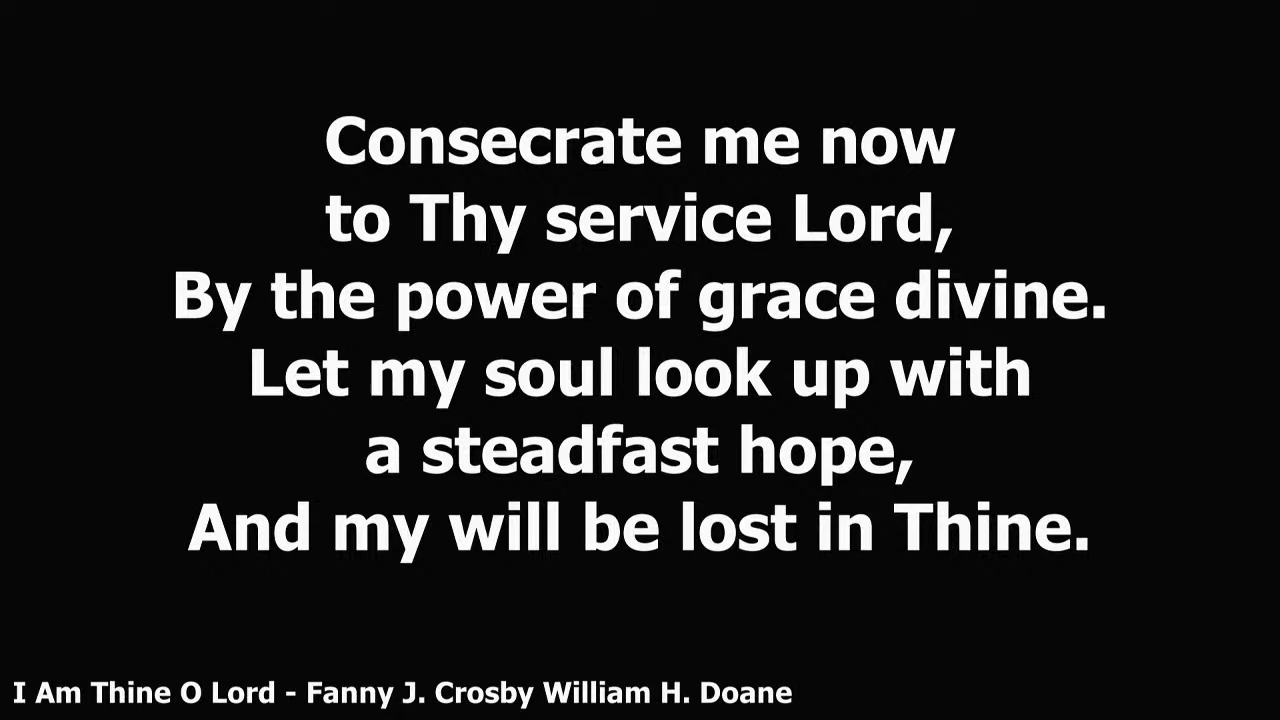 Consecrate me now
to Thy service Lord,
By the power of grace divine.
Let my soul look up with
a steadfast hope,
And my will be lost in Thine.
I Am Thine O Lord - Fanny J. Crosby William H. Doane